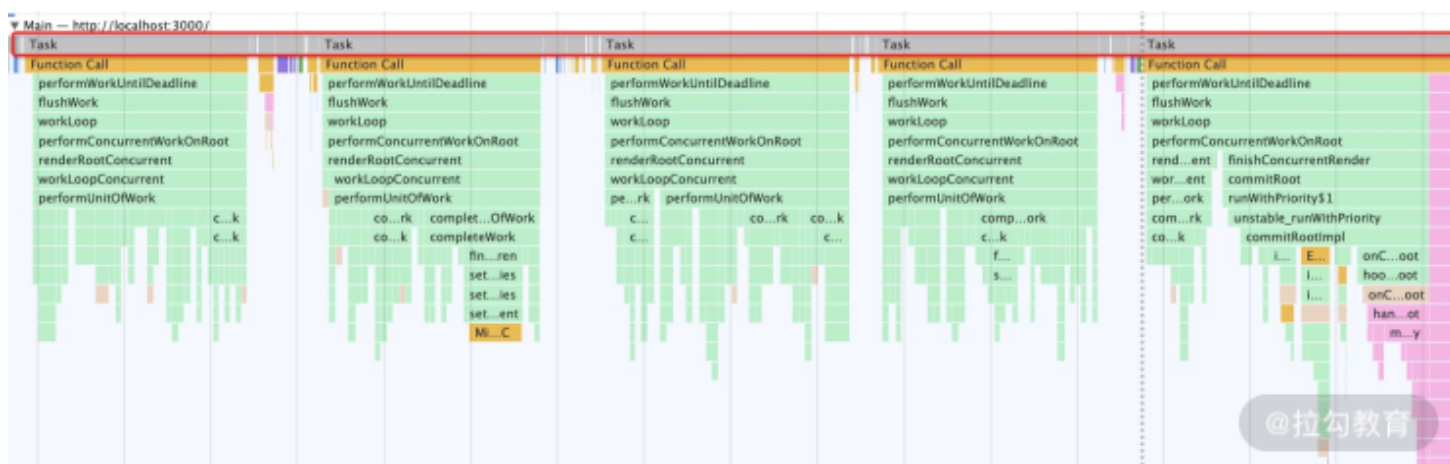 ▼ Main — http://localhost:3000/
Task Task Task Task Task
Function Call Function Call Function Call Function Call Function Call
performWorkUntilDeadline performWorkUntilDeadline performWorkUntilDeadline performWorkUntilDeadline performWorkUntilDeadline
flushWork flushWork flushWork flushWork flushWork
workLoop workLoop workLoop workLoop workLoop
performConcurrentWorkOnRoot performConcurrentWorkOnRoot performConcurrentWorkOnRoot performConcurrentWorkOnRoot performConcurrentWorkOnRoot
renderRootConcurrent renderRootConcurrent renderRootConcurrent renderRootConcurrent rend...ent finishConcurrentRender
workLoopConcurrent workLoopConcurrent workLoopConcurrent workLoopConcurrent wor...ent commitRoot
performUnitOfWork performUnitOfWork pe...rk performUnitOfWork performUnitOfWork per...ork runWithPriority$1
c...k co...rk complet...OfWork c... co...rk co...k comp...ork com...rk unstable_runWithPriority
c...k co...k completeWork c... c... c...k co...k commitRootImpl
fin...ren f... i... E... onC...oot
set...ies s... i... hoo...oot
set...ies I... onC...oot
set...ent han...ot
Mi...C m...y
@拉勾教育